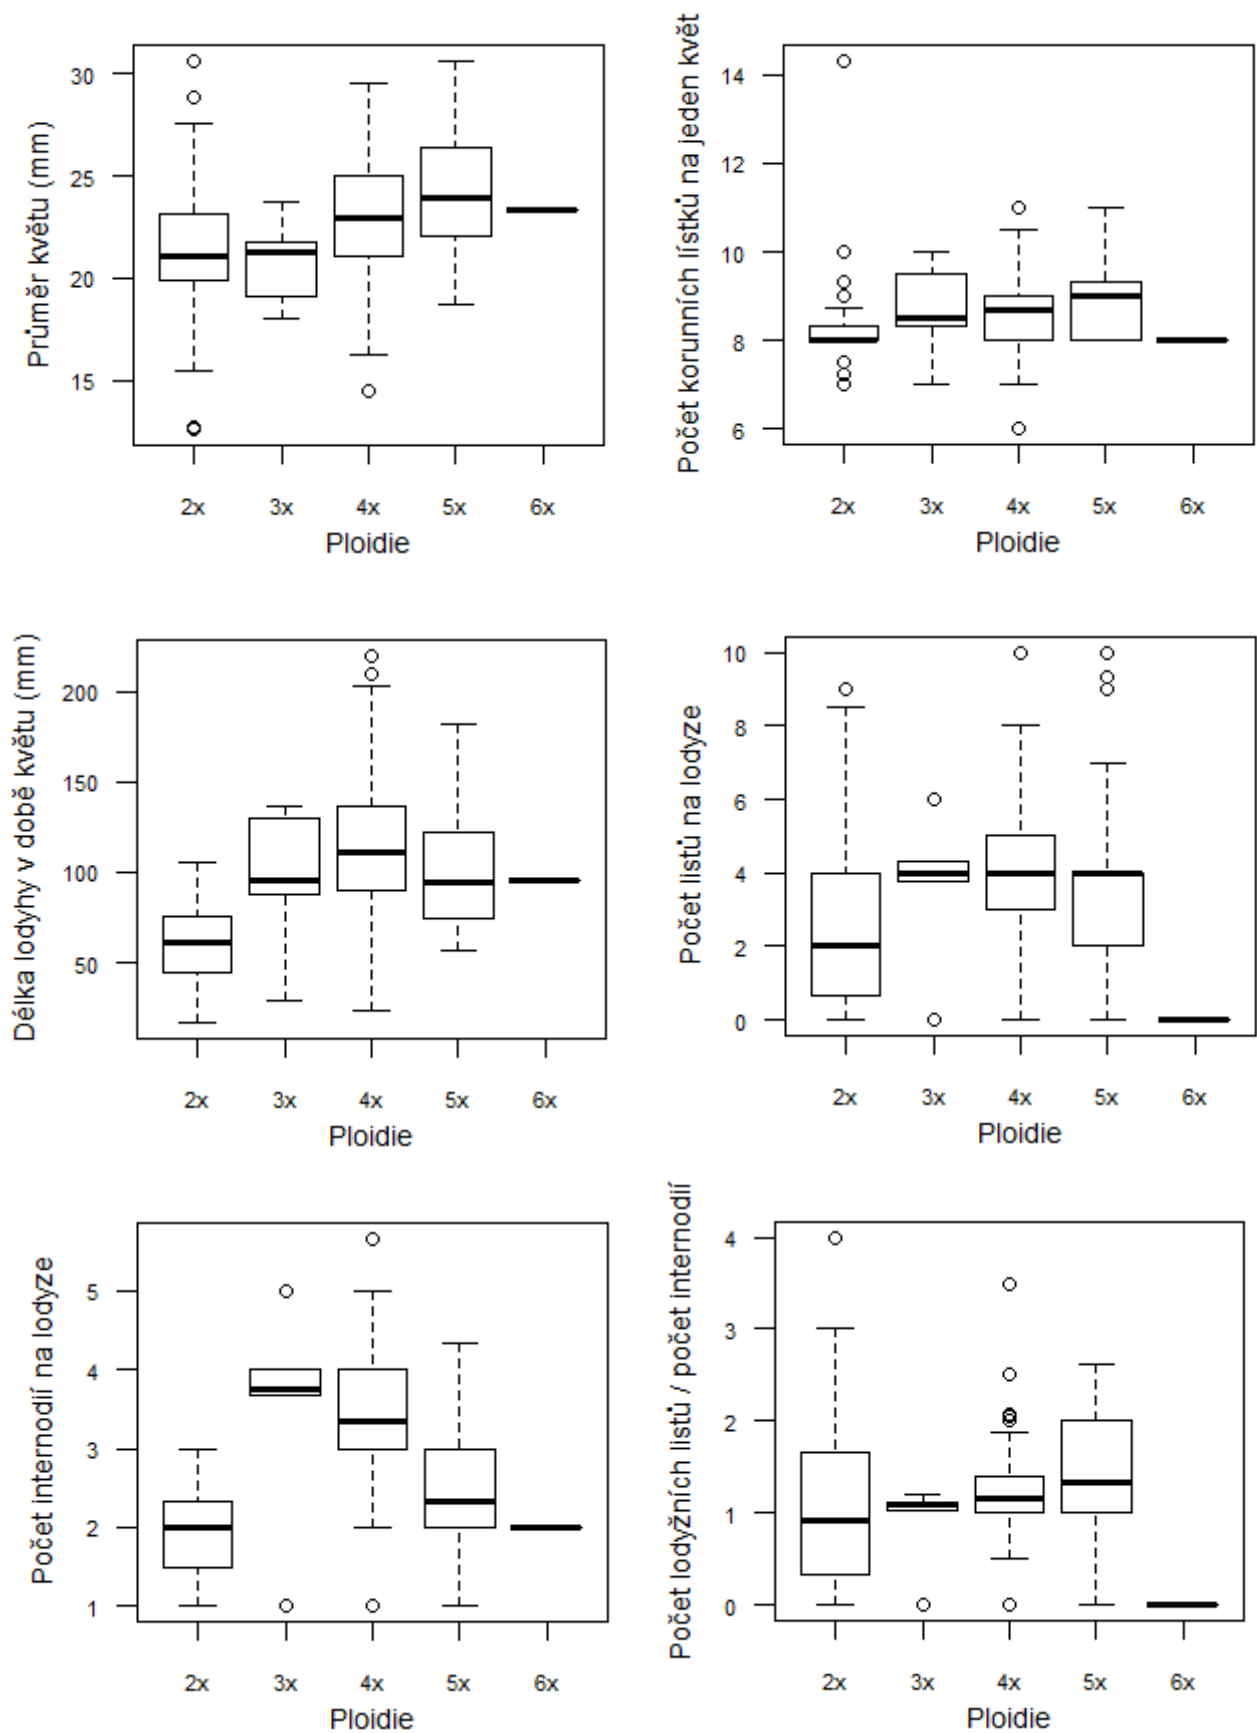 Průměr květu (mm)
30
25
20
15
2x 3x 4x 5x 6x
Ploidie
Počet korunních lístků na jeden květ
14
12
10
8
6
2x 3x 4x 5x 6x
Ploidie
Délka lodyhy v době květu (mm)
200
150
100
50
2x 3x 4x 5x 6x
Ploidie
Počet listů na lodyze
10
8
6
4
2
0
2x 3x 4x 5x 6x
Ploidie
Počet internodií na lodyze
5
4
3
2
1
2x 3x 4x 5x 6x
Ploidie
Počet lodyžních listů / počet internodií
4
3
2
1
0
2x 3x 4x 5x 6x
Ploidie